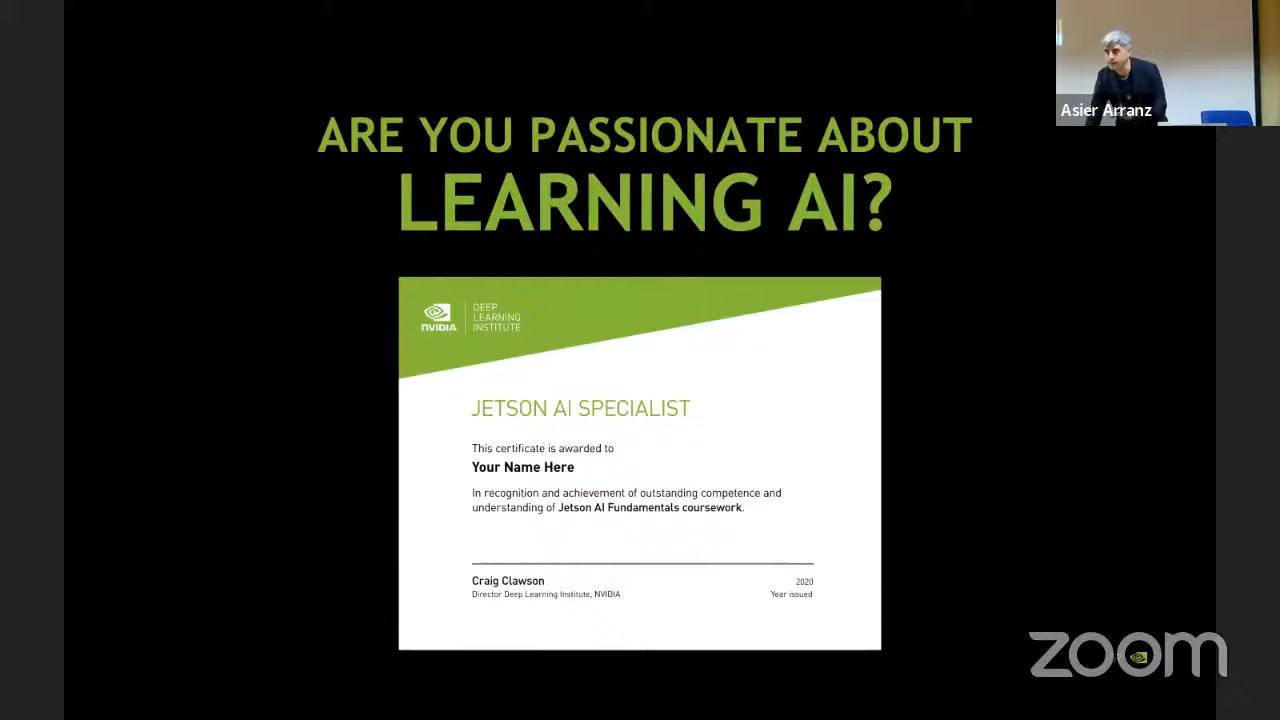 ARE YOU PASSIONATE ABOUT
LEARNING AI?
Asier Arranz
NVIDIA
DEEP
LEARNING
INSTITUTE
JETSON AI SPECIALIST
This certificate is awarded to
Your Name Here
In recognition and achievement of outstanding competence and
understanding of Jetson AI Fundamentals coursework.
Craig Clawson
2020
Director Deep Learning Institute, NVIDIA
Year issued
zoom